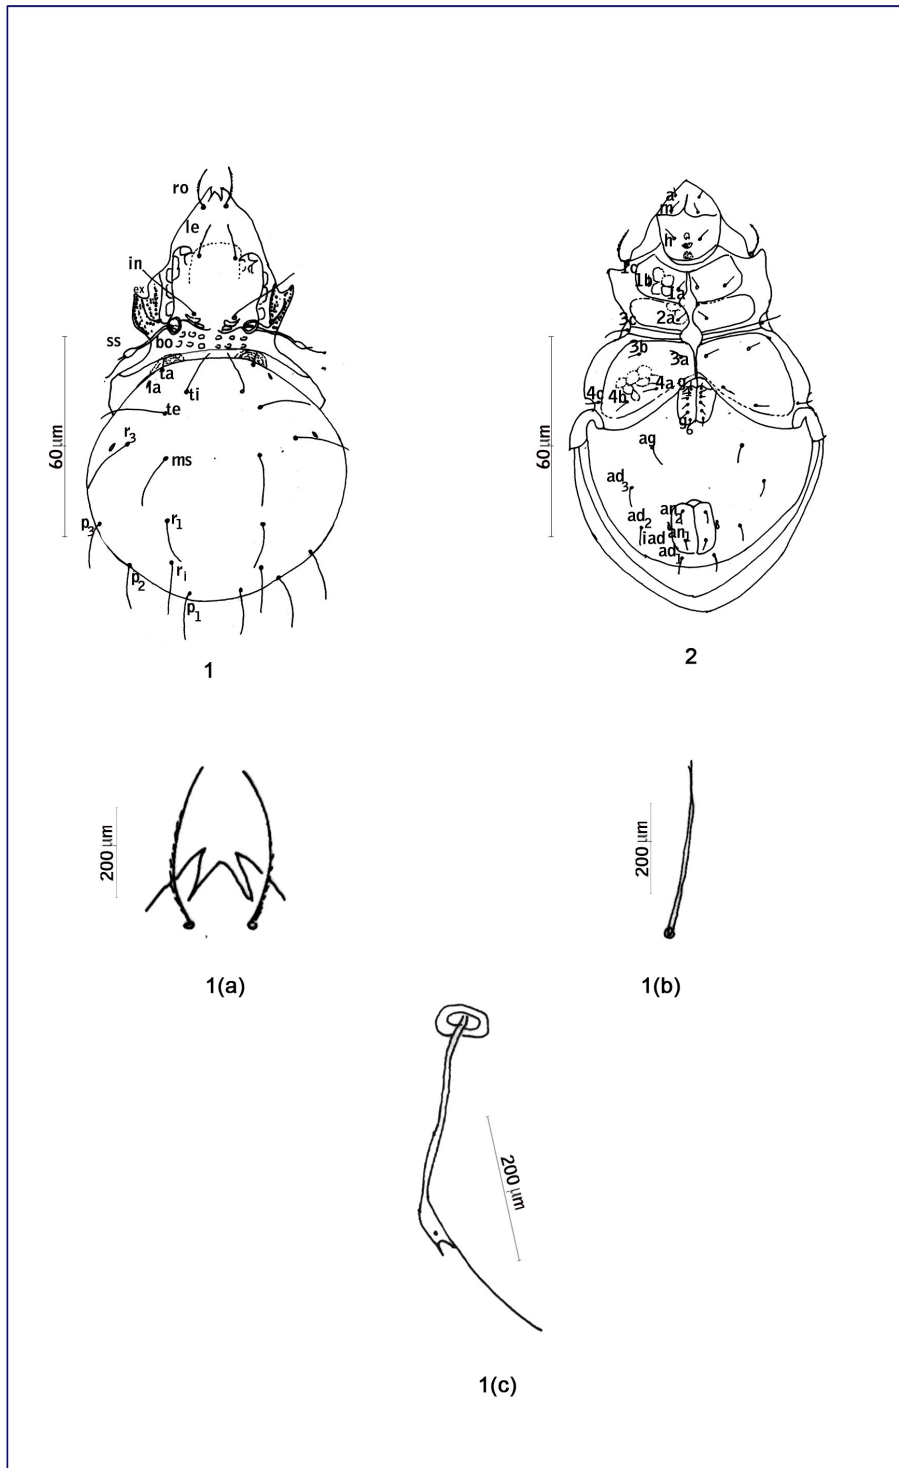 ro
le
in
ex
ss
bo
ta
la
ti
te
r3
ms
p3
r1
ri
p2
p1
60 µm
1
a
m
h
1c
1b
1a
2a
3c
3b
3a
4c
4b
4a
g1
g6
ag
ad3
ad2
an2
an1
iad
ad1
60 µm
2
200 µm
1(a)
200 µm
1(b)
200 µm
1(c)